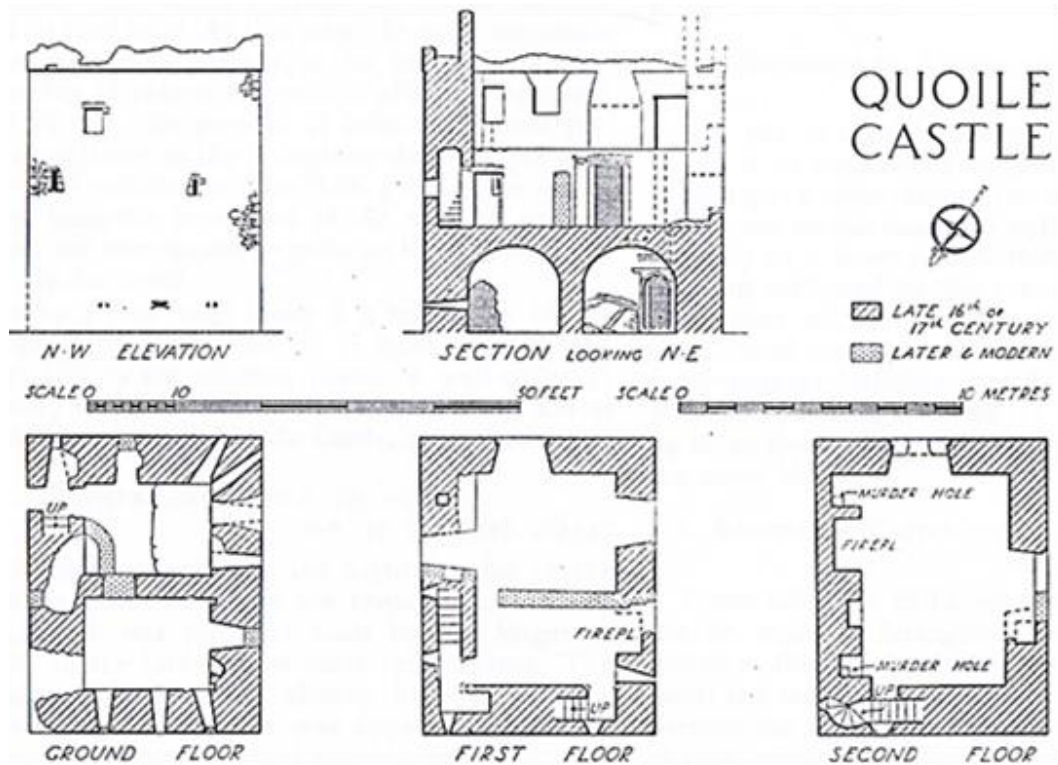 QUOILE
CASTLE
LATE 16th or
17th CENTURY
LATER & MODERN
N-W ELEVATION
SECTION LOOKING N-E
SCALE 0 10 50 FEET
SCALE 0 10 METRES
UP
GROUND FLOOR
FIREPL
UP
FIRST FLOOR
MURDER HOLE
FIREPL
MURDER HOLE
UP
SECOND FLOOR